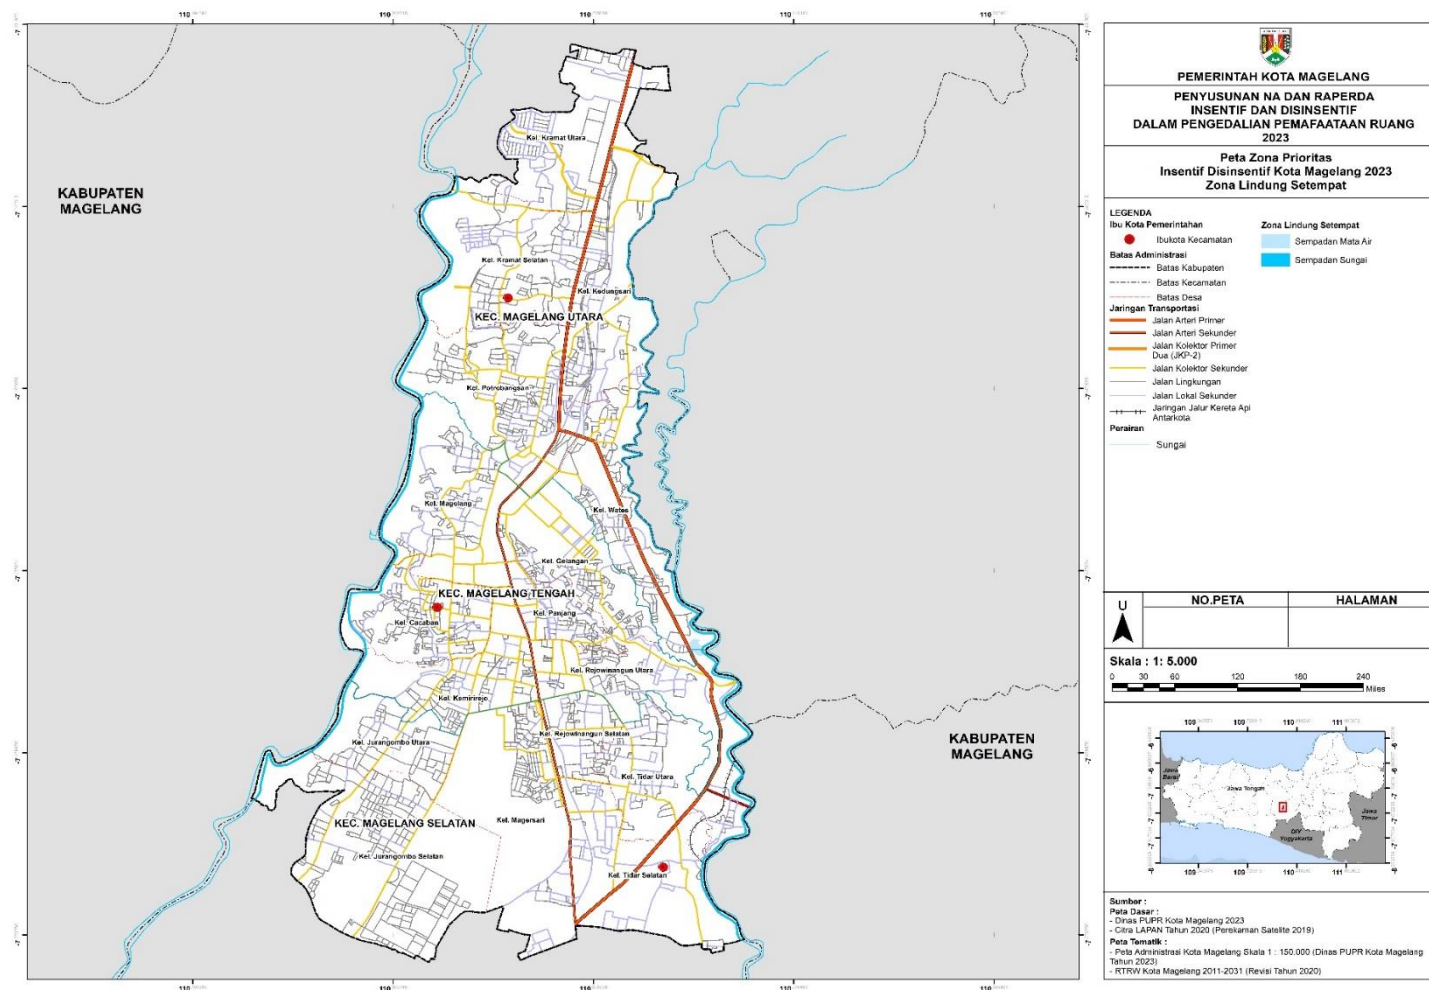 KABUPATEN
MAGELANG
Kel. Kramat Utara
Kel. Kramat Selatan
Kel. Kedungsari
KEC. MAGELANG UTARA
Kel. Potrobangsan
Kel. Magelang
Kel. Wates
Kel. Gelangan
KEC. MAGELANG TENGAH
Kel. Panjang
Kel. Cacaban
Kel. Rejowinangun Utara
Kel. Kemirirejo
Kel. Rejowinangun Selatan
Kel. Jurangombo Utara
Kel. Tidar Utara
KEC. MAGELANG SELATAN
Kel. Magersari
Kel. Jurangombo Selatan
Kel. Tidar Selatan
KABUPATEN
MAGELANG
PEMERINTAH KOTA MAGELANG
PENYUSUNAN NA DAN RAPERDA
INSENTIF DAN DISINSENTIF
DALAM PENGEDALIAN PEMAFAATAAN RUANG
2023
Peta Zona Prioritas
Insentif Disinsentif Kota Magelang 2023
Zona Lindung Setempat
LEGENDA
Ibu Kota Pemerintahan
Ibukota Kecamatan
Batas Administrasi
Batas Kabupaten
Batas Kecamatan
Batas Desa
Jaringan Transportasi
Jalan Arteri Primer
Jalan Arteri Sekunder
Jalan Kolektor Primer
Dua (JKP-2)
Jalan Kolektor Sekunder
Jalan Lingkungan
Jalan Lokal Sekunder
Jaringan Jalur Kereta Api
Antarkota
Perairan
Sungai
Zona Lindung Setempat
Sempadan Mata Air
Sempadan Sungai
U
NO.PETA
HALAMAN
Skala : 1: 5.000
0 30 60 120 180 240
Miles
Jawa
Barat
Jawa Tengah
DIY
Yogyakarta
Jawa
Timur
Sumber :
Peta Dasar :
- Dinas PUPR Kota Magelang 2023
- Citra LAPAN Tahun 2020 (Perekaman Satelite 2019)
Peta Tematik :
- Peta Administrasi Kota Magelang Skala 1 : 150.000 (Dinas PUPR Kota Magelang
Tahun 2023)
- RTRW Kota Magelang 2011-2031 (Revisi Tahun 2020)